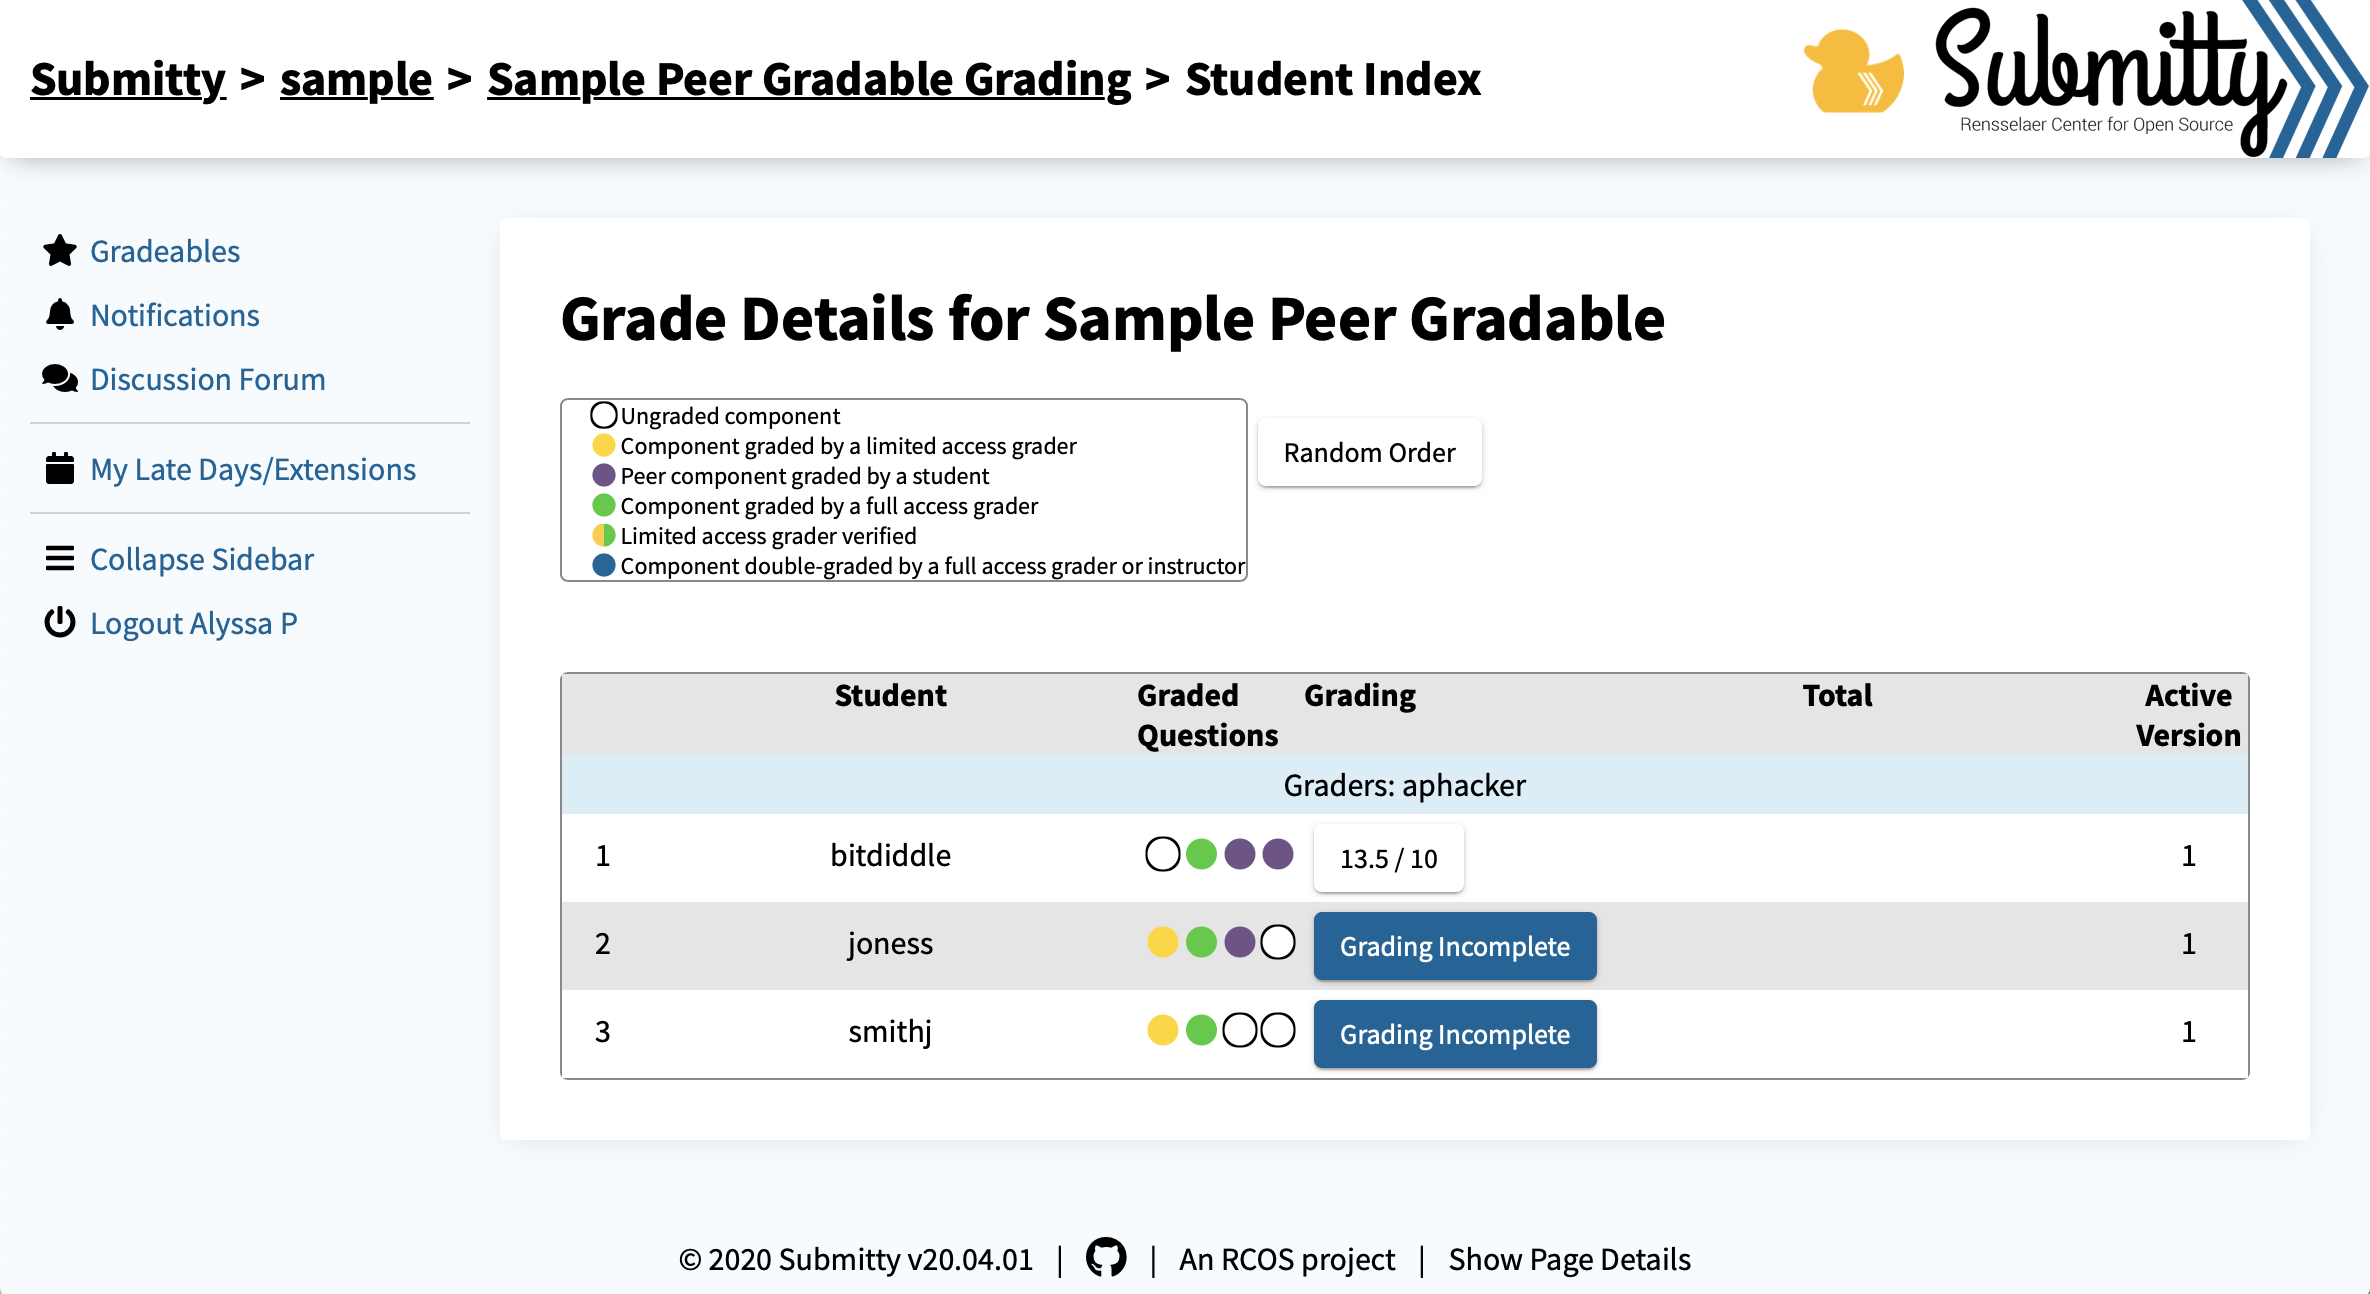 Submitty > sample > Sample Peer Gradable Grading > Student Index
Submitty
Rensselaer Center for Open Source
Gradeables
Notifications
Discussion Forum
My Late Days/Extensions
Collapse Sidebar
Logout Alyssa P
Grade Details for Sample Peer Gradable
Ungraded component
Component graded by a limited access grader
Peer component graded by a student
Component graded by a full access grader
Limited access grader verified
Component double-graded by a full access grader or instructor
Random Order
Student Graded Questions Grading Total Active Version
Graders: aphacker
1 bitdiddle 13.5 / 10 1
2 joness Grading Incomplete 1
3 smithj Grading Incomplete 1
© 2020 Submitty v20.04.01 | | An RCOS project | Show Page Details